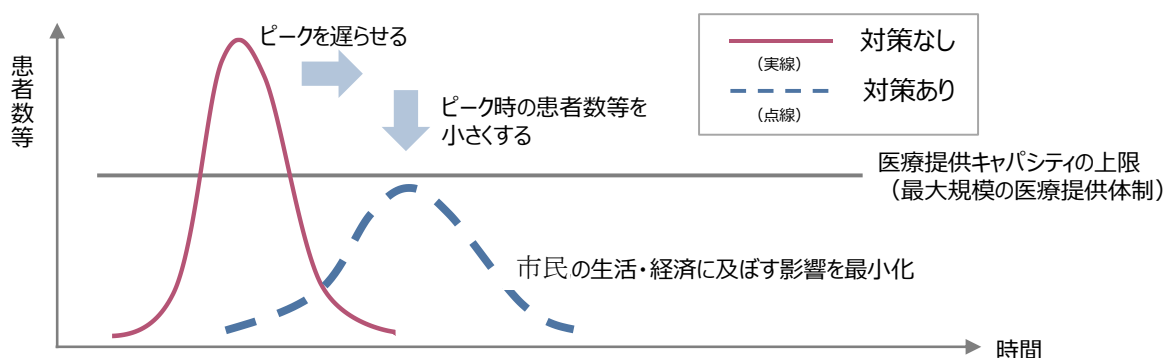 患者数等
ピークを遅らせる
ピーク時の患者数等を
小さくする
対策なし
（実線）
対策あり
（点線）
医療提供キャパシティの上限
（最大規模の医療提供体制）
市民の生活・経済に及ぼす影響を最小化
時間